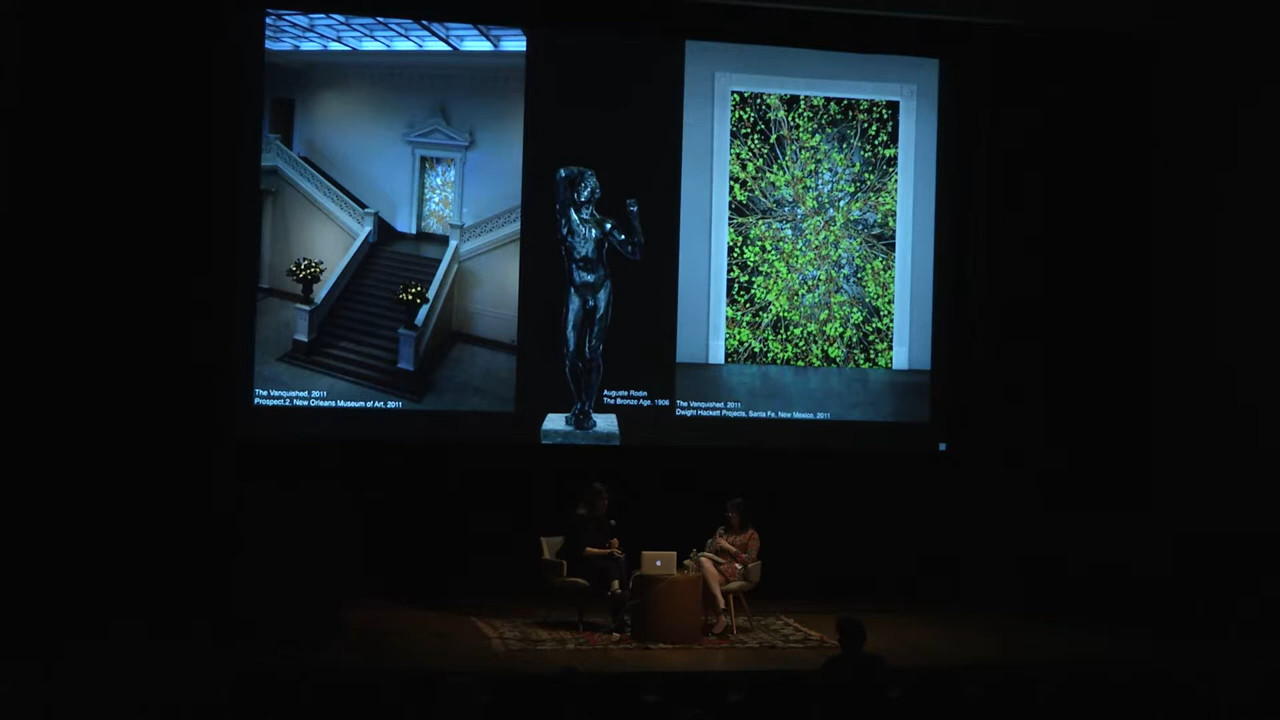 The Vanquished, 2011
Prospect.2, New Orleans Museum of Art, 2011
Auguste Rodin
The Bronze Age, 1906
The Vanquished, 2011
Dwight Hackett Projects, Santa Fe, New Mexico, 2011